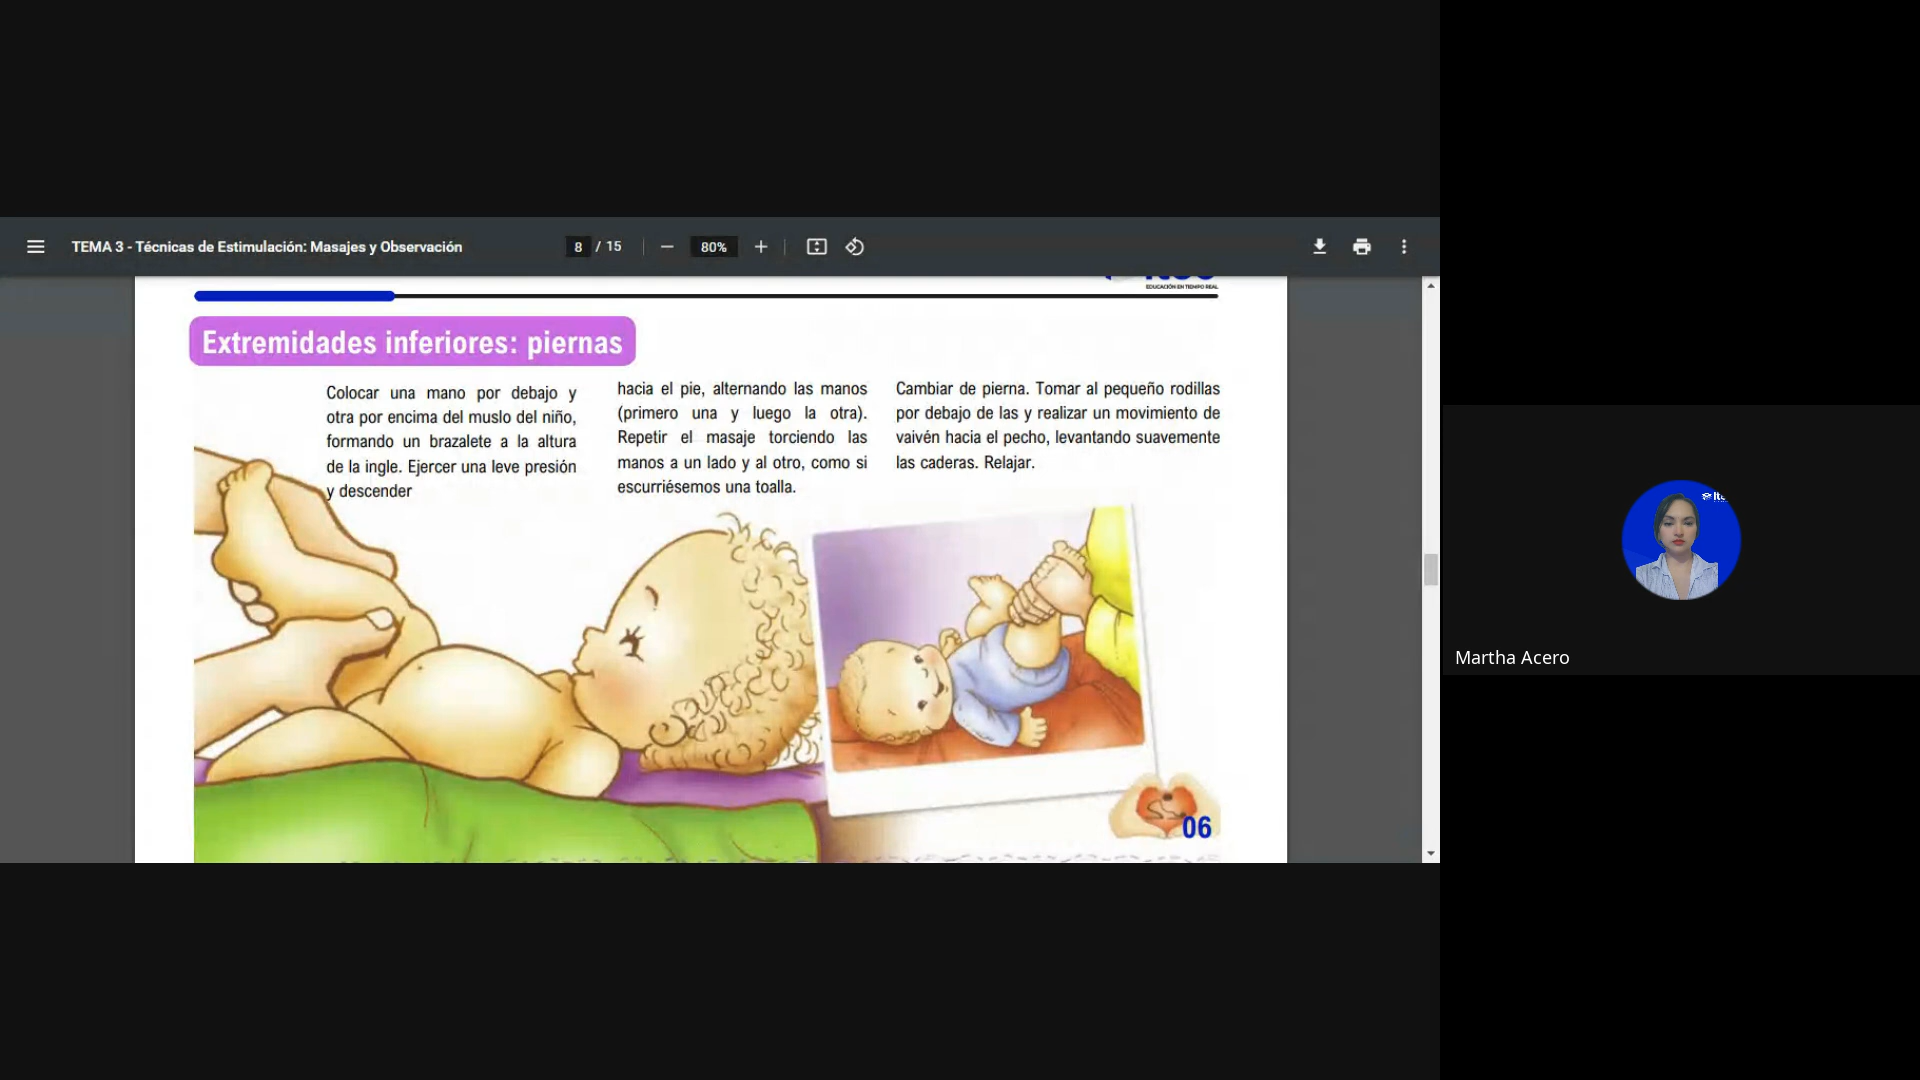 TEMA 3 - Técnicas de Estimulación: Masajes y Observación
8 / 15
80%
EDUCACIÓN EN TIEMPO REAL
Extremidades inferiores: piernas
Colocar una mano por debajo y
otra por encima del muslo del niño,
formando un brazalete a la altura
de la ingle. Ejercer una leve presión
y descender
hacia el pie, alternando las manos
(primero una y luego la otra).
Repetir el masaje torciendo las
manos a un lado y al otro, como si
escurriésemos una toalla.
Cambiar de pierna. Tomar al pequeño rodillas
por debajo de las y realizar un movimiento de
vaivén hacia el pecho, levantando suavemente
las caderas. Relajar.
06
Martha Acero